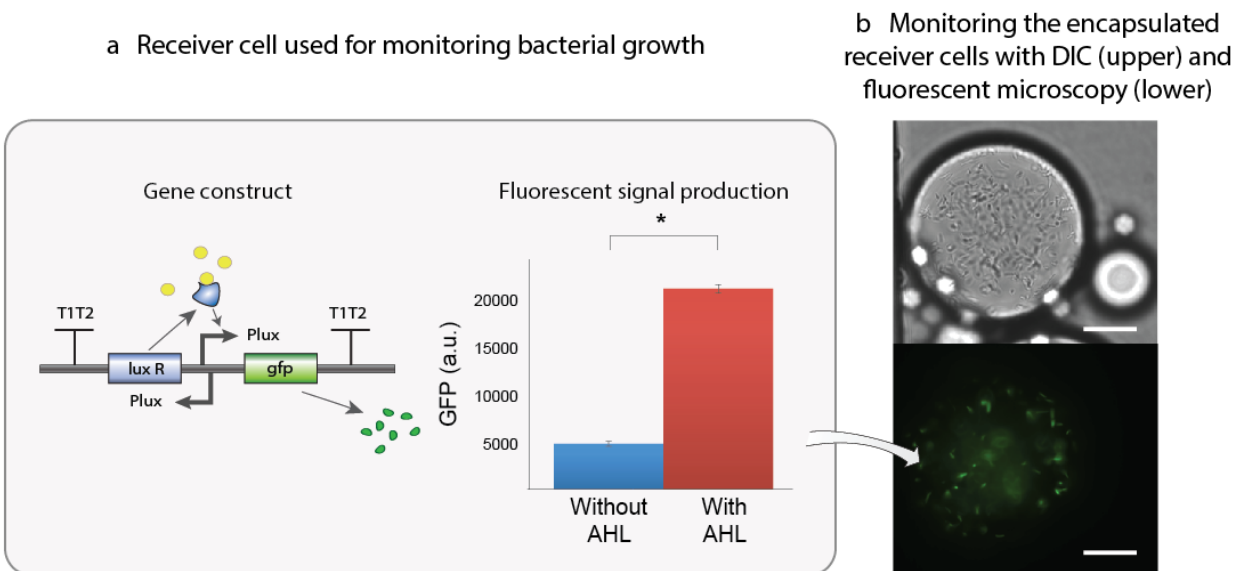 a Receiver cell used for monitoring bacterial growth
b Monitoring the encapsulated
receiver cells with DIC (upper) and
fluorescent microscopy (lower)
Gene construct
T1T2
T1T2
Plux
lux R
gfp
Plux
Fluorescent signal production
*
GFP (a.u.)
20000
15000
10000
5000
Without
AHL
With
AHL